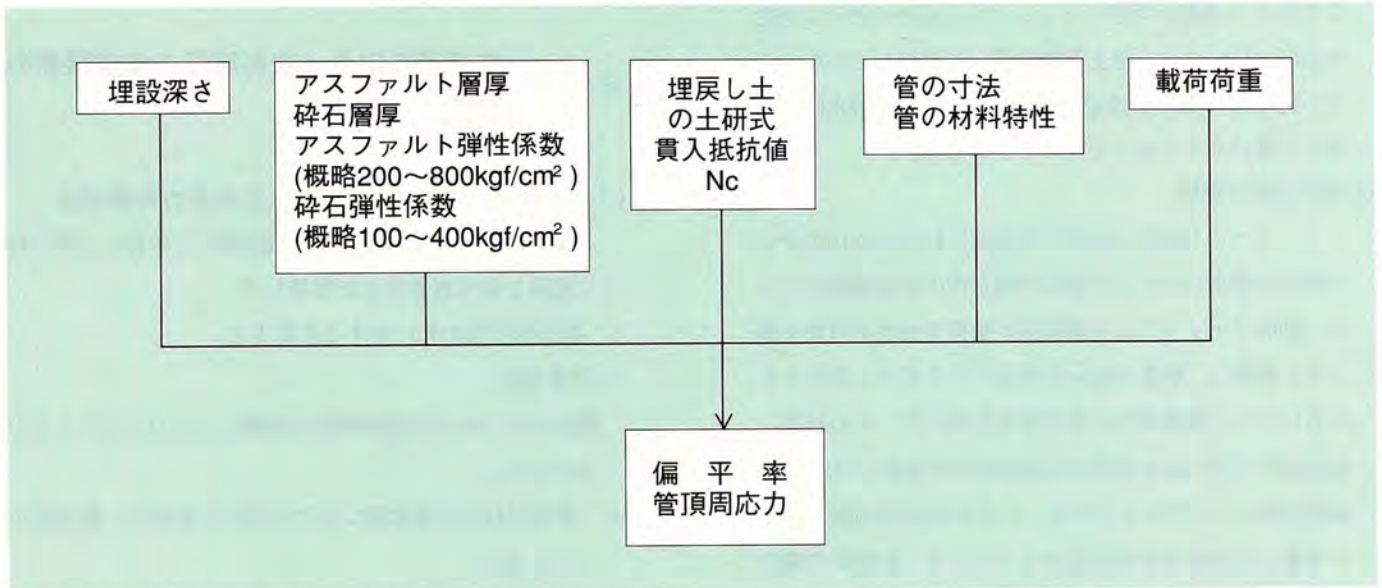 埋設深さ
アスファルト層厚
砕石層厚
アスファルト弾性係数
(概略200～800kgf/cm²)
砕石弾性係数
(概略100～400kgf/cm²)
埋戻し土
の土研式
貫入抵抗値
Nc
管の寸法
管の材料特性
載荷荷重
偏　平　率
管頂周応力